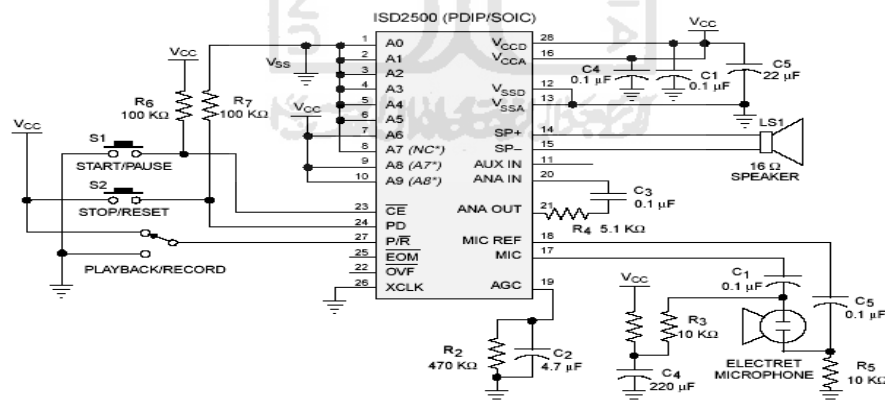 ISD2500 (PDIP/SOIC)
VCC
VSS
R6
100 KΩ
R7
100 KΩ
VCC
VCC
S1
START/PAUSE
S2
STOP/RESET
PLAYBACK/RECORD
1 A0
2 A1
3 A2
4 A3
5 A4
6 A5
7 A6
8 A7 (NC*)
9 A8 (A7*)
10 A9 (A8*)
23 CE
24 PD
27 P/R
25 EOM
22 OVF
26 XCLK
VCCD 28
VCCA 16
VSSD 12
VSSA 13
SP+ 14
SP– 15
AUX IN 11
ANA IN 20
ANA OUT 21
MIC REF 18
MIC 17
AGC 19
VCC
C4
0.1 µF
C1
0.1 µF
C5
22 µF
LS1
16 Ω
SPEAKER
C3
0.1 µF
R4 5.1 KΩ
VCC
R3
10 KΩ
C1
0.1 µF
C5
0.1 µF
R2
470 KΩ
C2
4.7 µF
C4
220 µF
ELECTRET
MICROPHONE
R5
10 KΩ